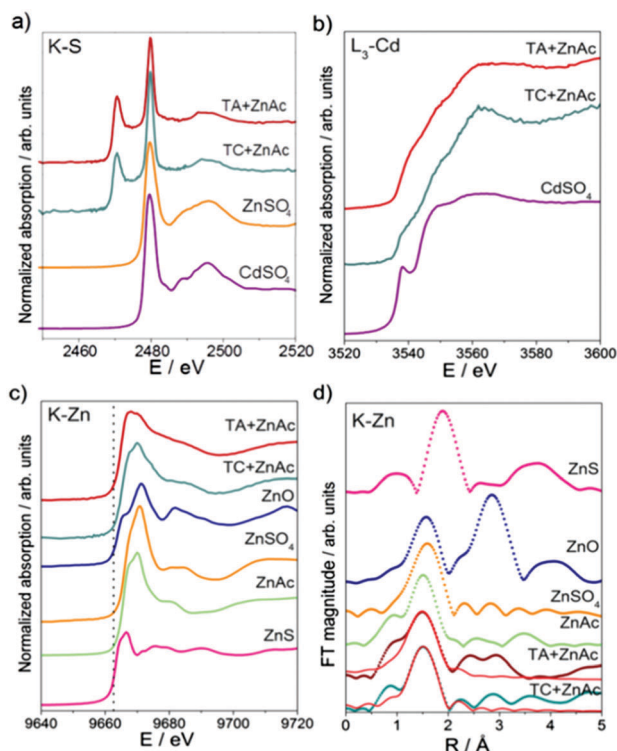 a)
K-S
TA+ZnAc
TC+ZnAc
ZnSO4
CdSO4
Normalized absorption / arb. units
2460 2480 2500 2520
E / eV
b)
L3-Cd
TA+ZnAc
TC+ZnAc
CdSO4
Normalized absorption / arb. units
3520 3540 3560 3580 3600
E / eV
c)
K-Zn
TA+ZnAc
TC+ZnAc
ZnO
ZnSO4
ZnAc
ZnS
Normalized absorption / arb. units
9640 9660 9680 9700 9720
E / eV
d)
K-Zn
ZnS
ZnO
ZnSO4
ZnAc
TA+ZnAc
TC+ZnAc
FT magnitude / arb. units
0 1 2 3 4 5
R / Å